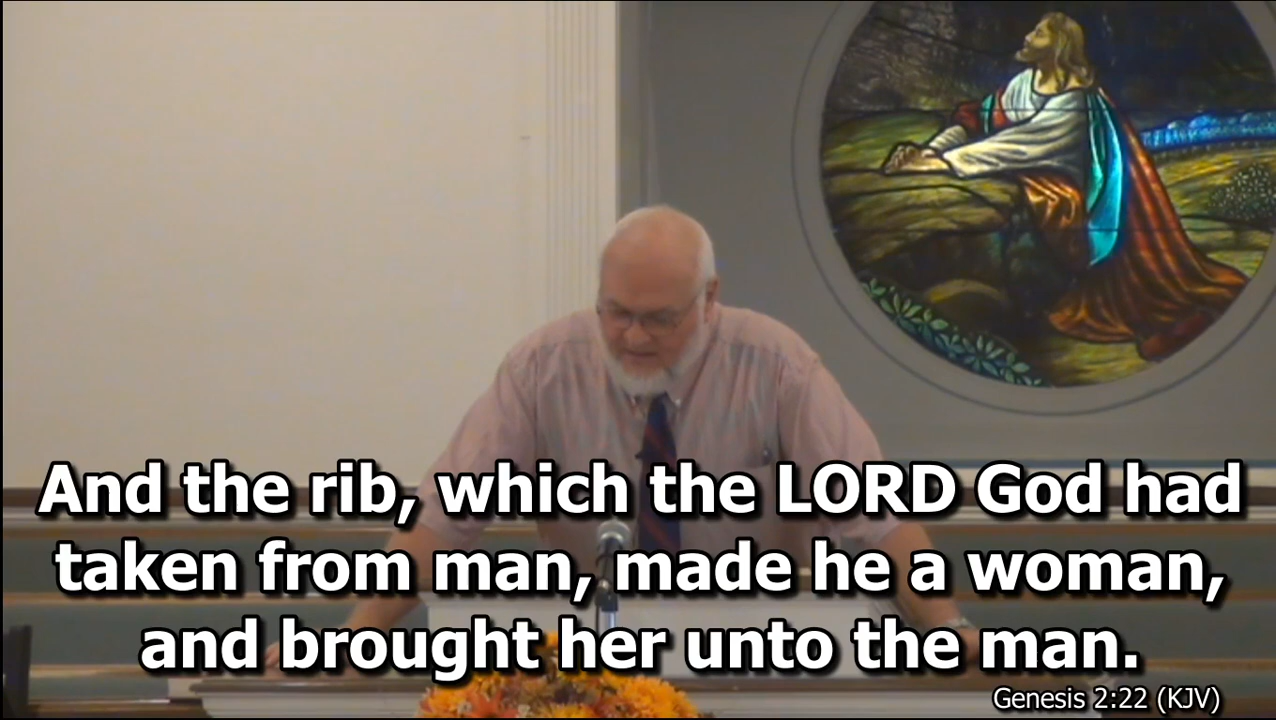 And the rib, which the LORD God had
taken from man, made he a woman,
and brought her unto the man.
Genesis 2:22 (KJV)